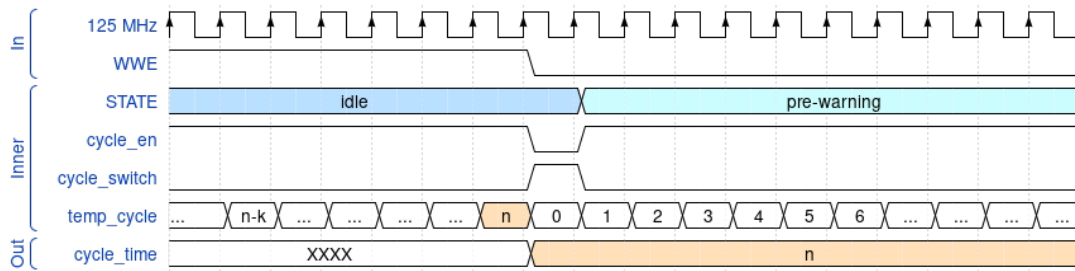 In
125 MHz
WWE
Inner
STATE idle pre-warning
cycle_en
cycle_switch
temp_cycle ... n-k ... ... ... ... n 0 1 2 3 4 5 6 ... ... ... ...
Out
cycle_time XXXX n